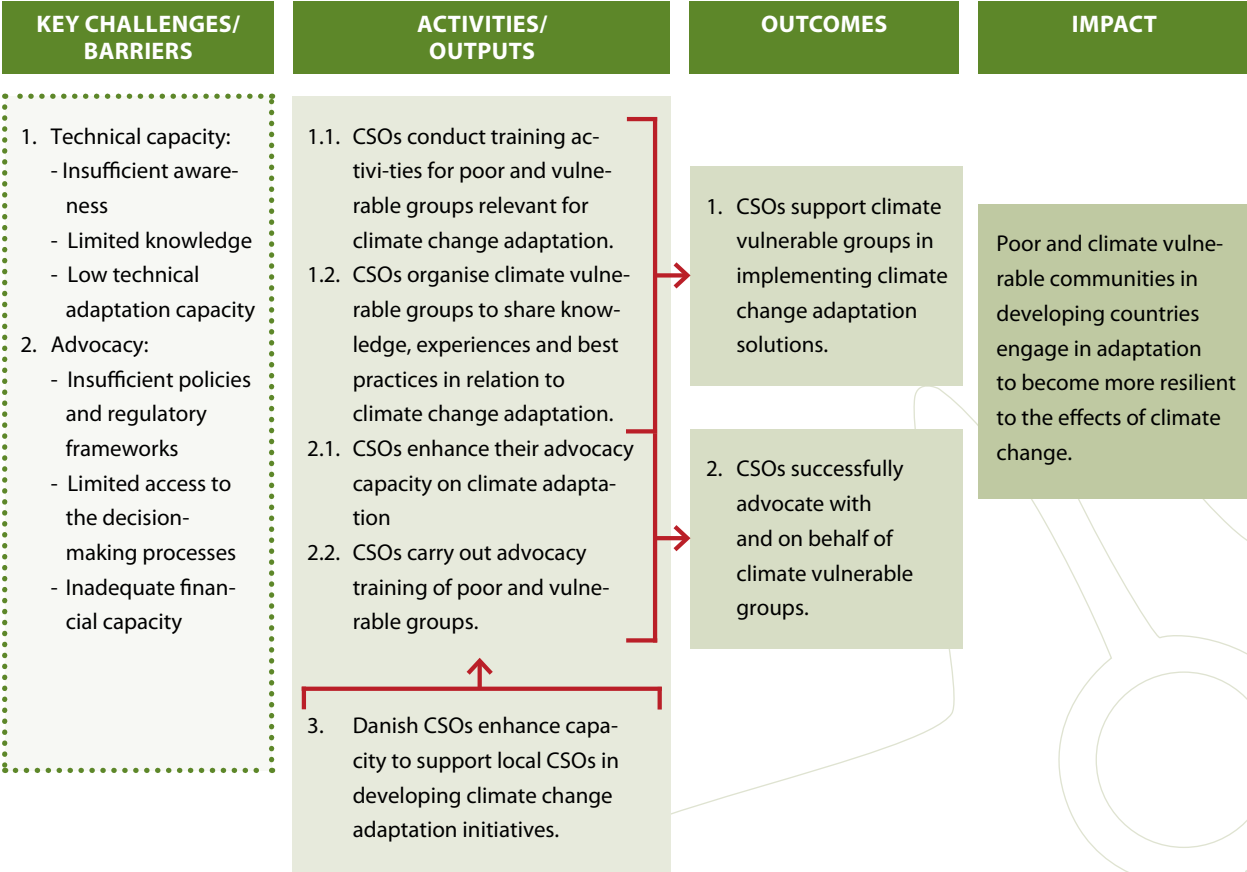 KEY CHALLENGES/
BARRIERS
ACTIVITIES/
OUTPUTS
OUTCOMES
IMPACT
1. Technical capacity:
- Insufficient aware-
ness
- Limited knowledge
- Low technical
adaptation capacity
2. Advocacy:
- Insufficient policies
and regulatory
frameworks
- Limited access to
the decision-
making processes
- Inadequate finan-
cial capacity
1.1. CSOs conduct training ac-
tivi-ties for poor and vulne-
rable groups relevant for
climate change adaptation.
1.2. CSOs organise climate vulne-
rable groups to share know-
ledge, experiences and best
practices in relation to
climate change adaptation.
2.1. CSOs enhance their advocacy
capacity on climate adapta-
tion
2.2. CSOs carry out advocacy
training of poor and vulne-
rable groups.
3. Danish CSOs enhance capa-
city to support local CSOs in
developing climate change
adaptation initiatives.
1. CSOs support climate
vulnerable groups in
implementing climate
change adaptation
solutions.
2. CSOs successfully
advocate with
and on behalf of
climate vulnerable
groups.
Poor and climate vulne-
rable communities in
developing countries
engage in adaptation
to become more resilient
to the effects of climate
change.